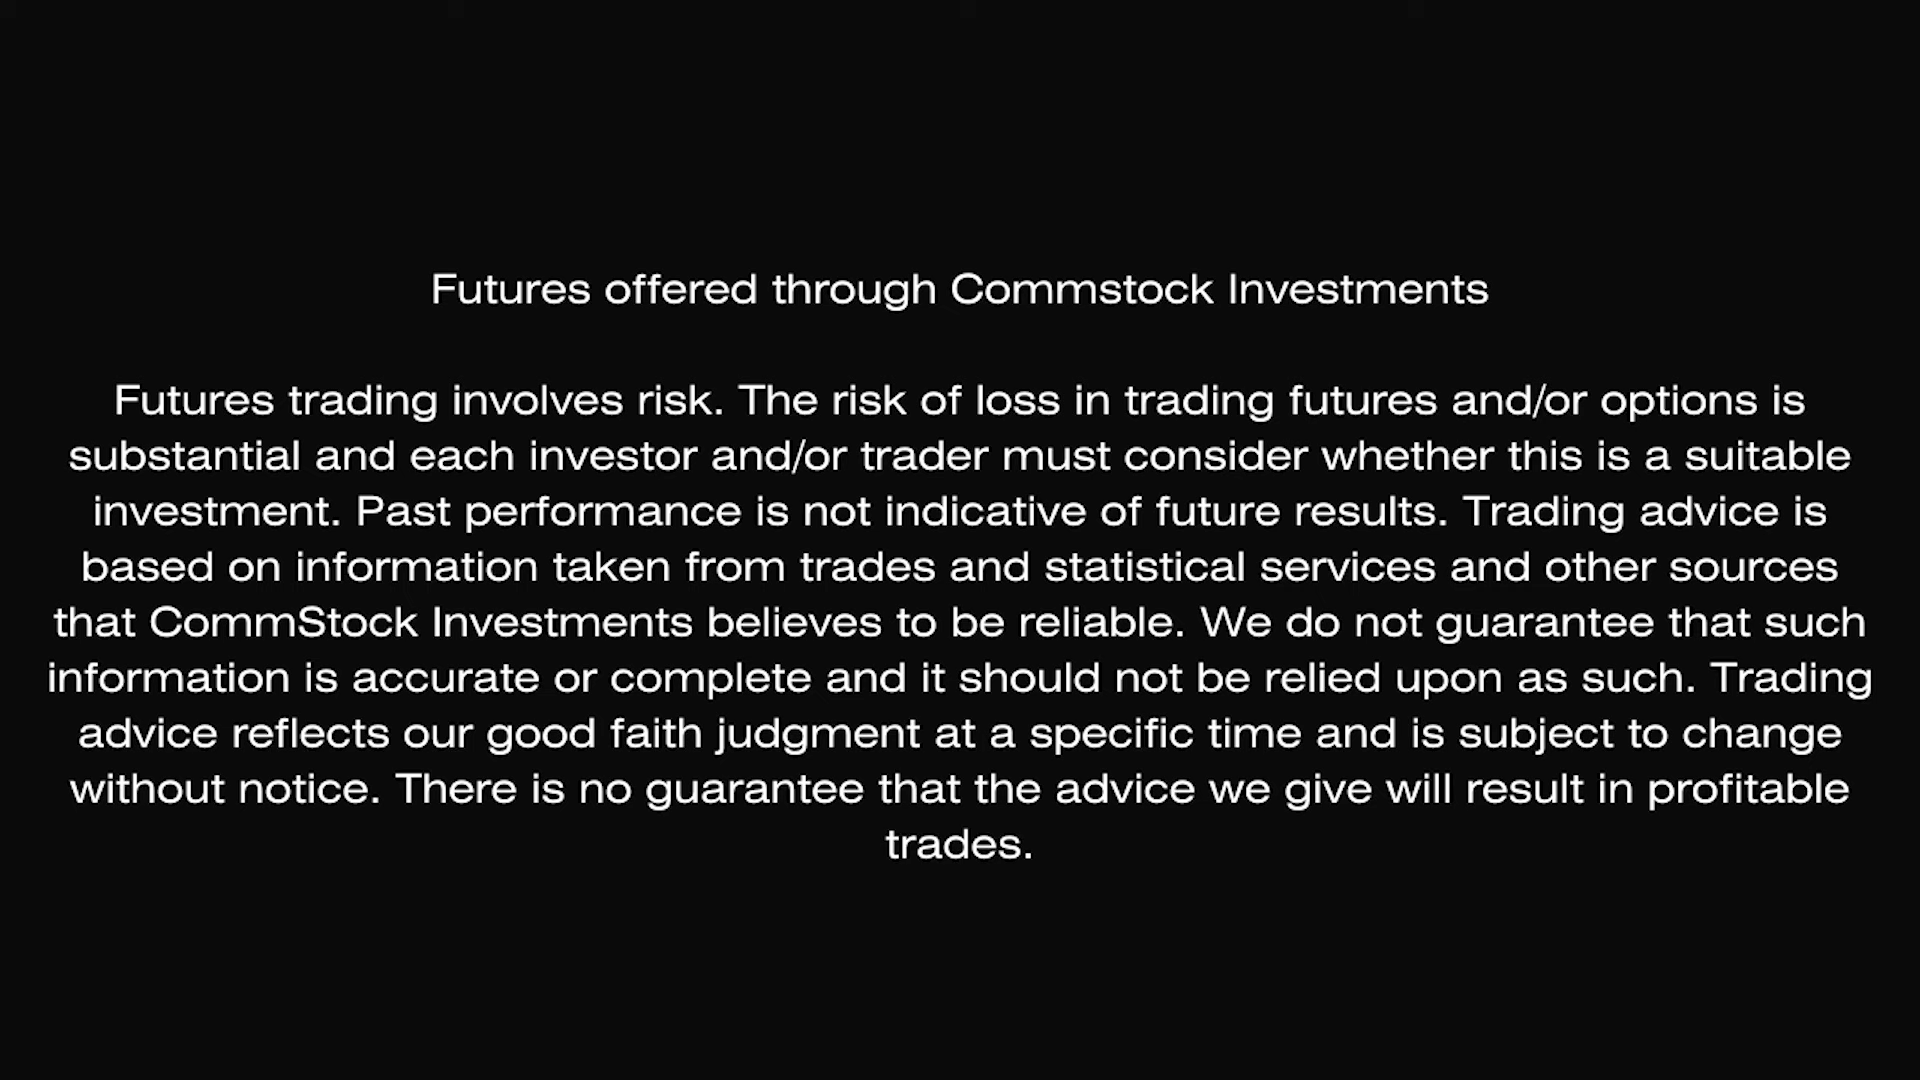 Futures offered through Commstock Investments
Futures trading involves risk. The risk of loss in trading futures and/or options is
substantial and each investor and/or trader must consider whether this is a suitable
investment. Past performance is not indicative of future results. Trading advice is
based on information taken from trades and statistical services and other sources
that CommStock Investments believes to be reliable. We do not guarantee that such
information is accurate or complete and it should not be relied upon as such. Trading
advice reflects our good faith judgment at a specific time and is subject to change
without notice. There is no guarantee that the advice we give will result in profitable
trades.